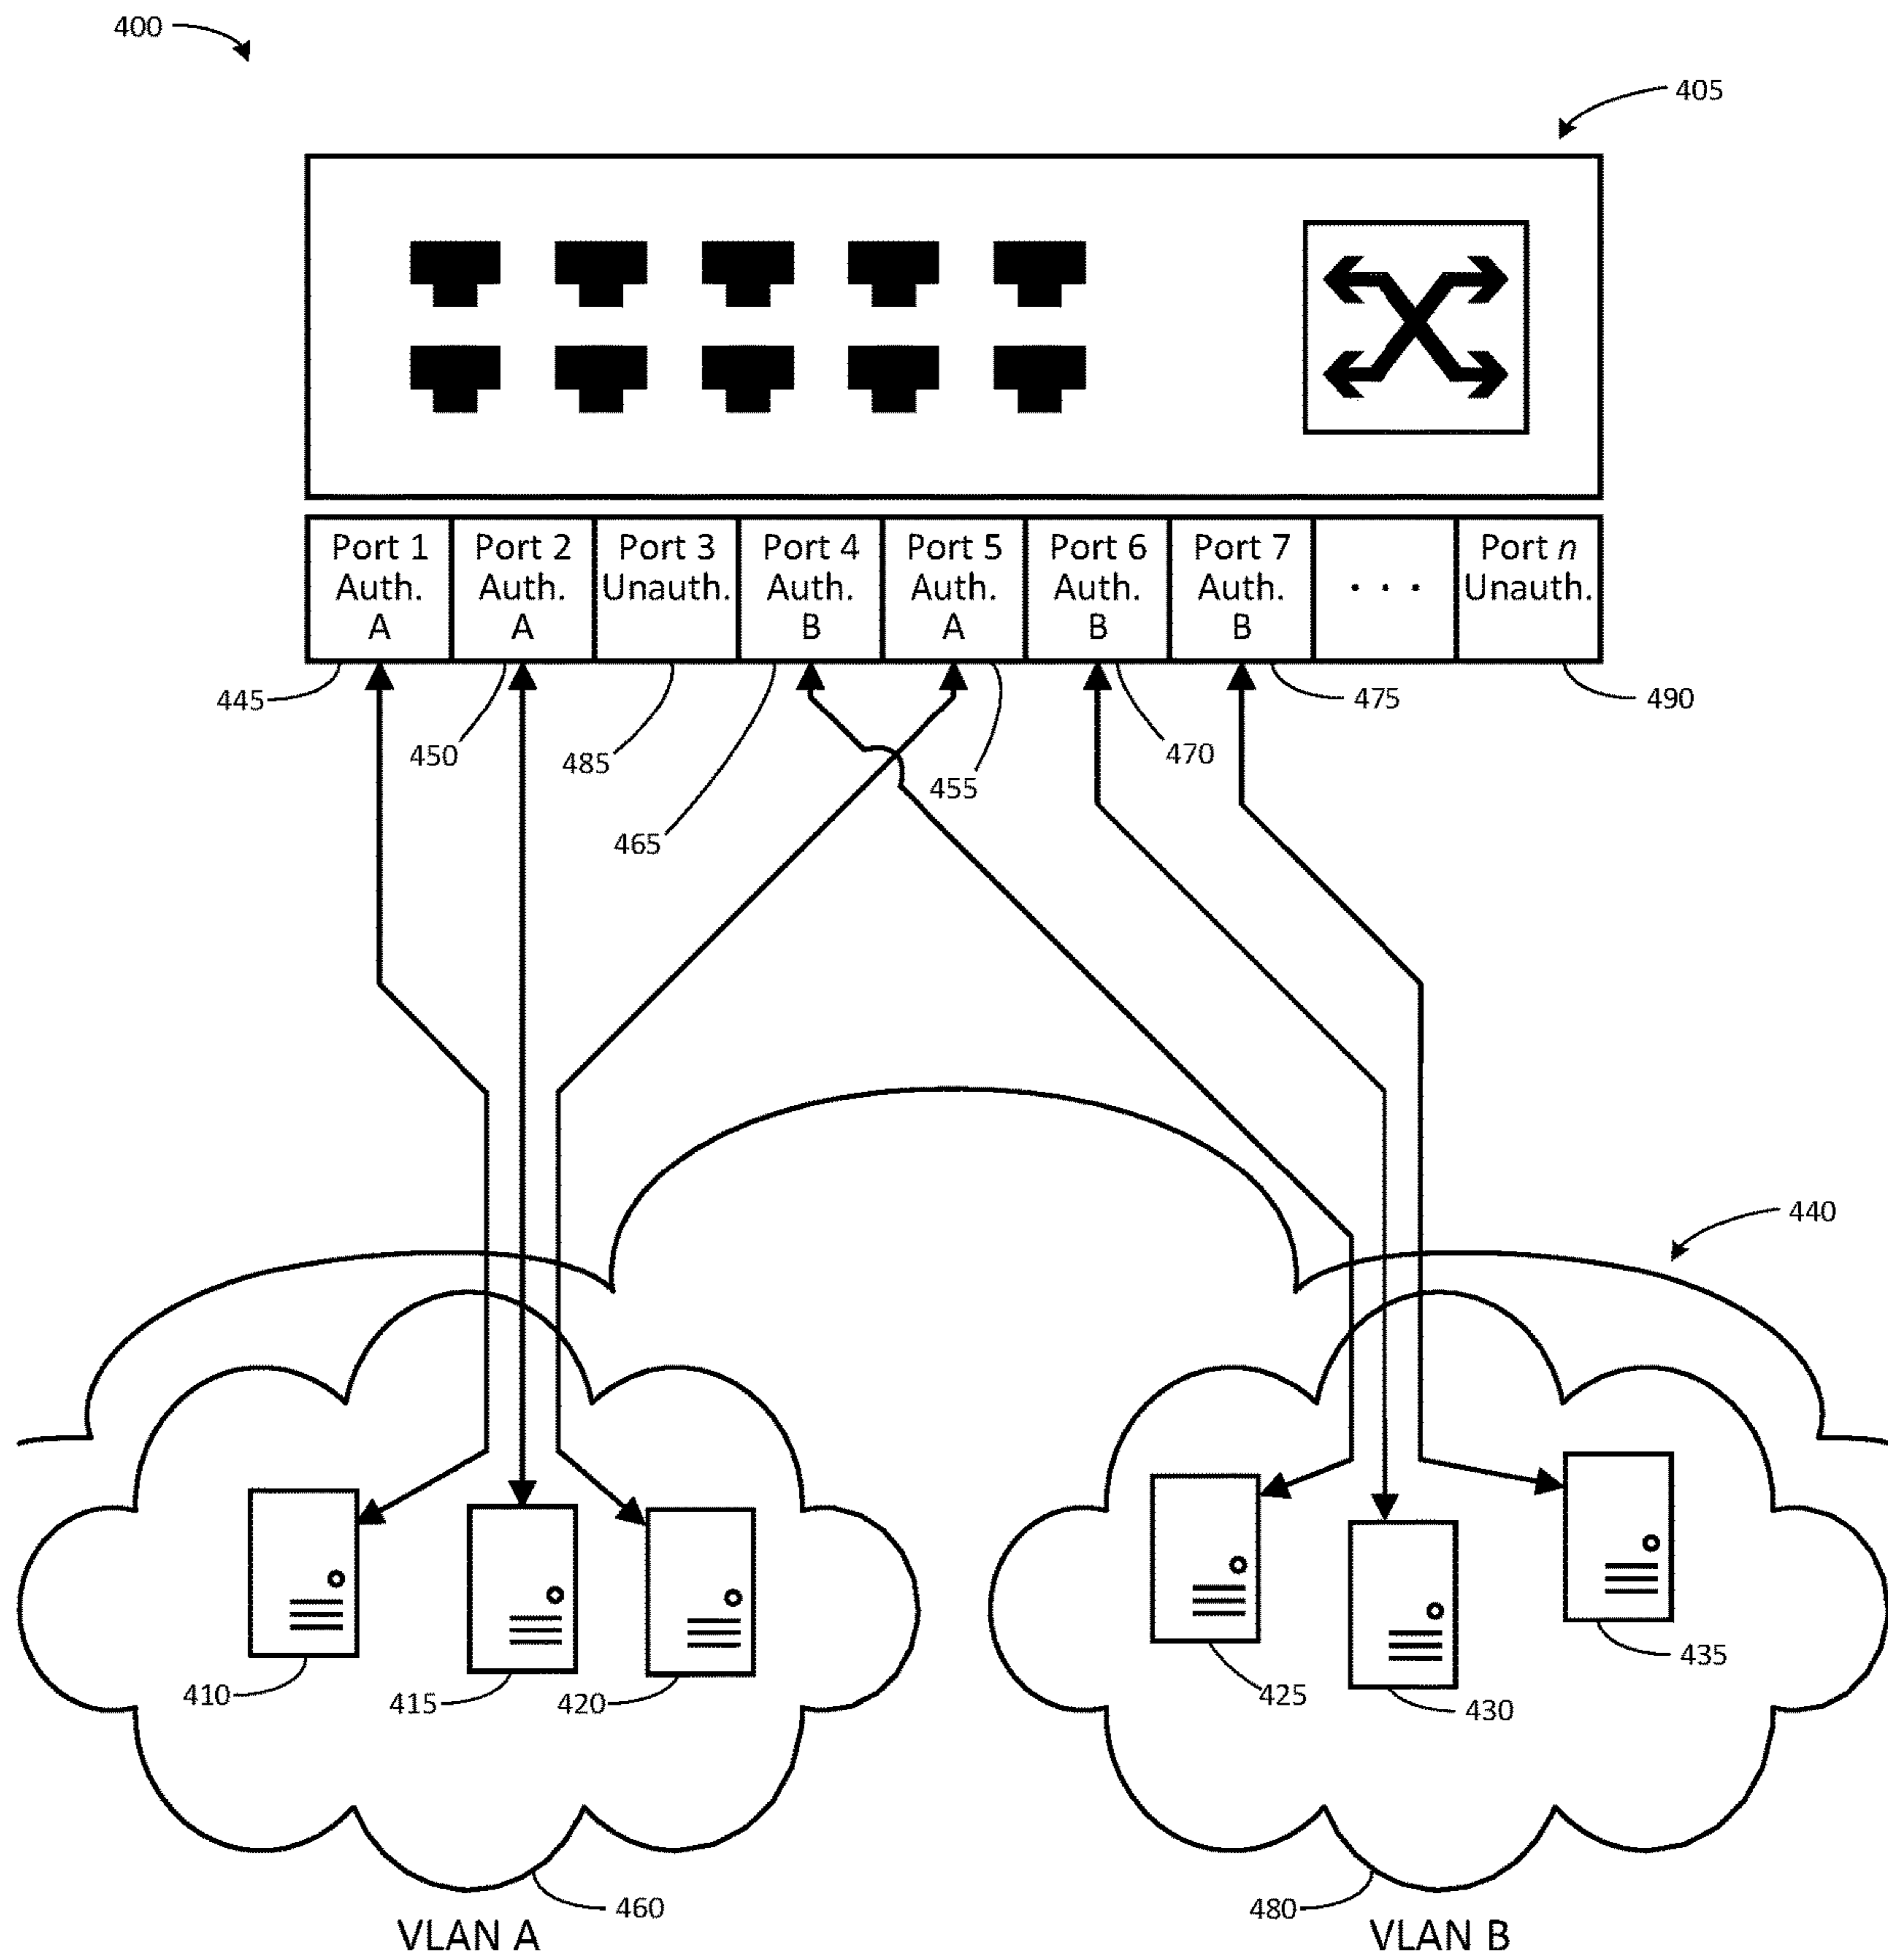 400
405
Port 1 Auth. A
Port 2 Auth. A
Port 3 Unauth.
Port 4 Auth. B
Port 5 Auth. A
Port 6 Auth. B
Port 7 Auth. B
. . .
Port n Unauth.
445
450
485
465
455
470
475
490
440
410
415
420
425
430
435
460
480
VLAN A
VLAN B